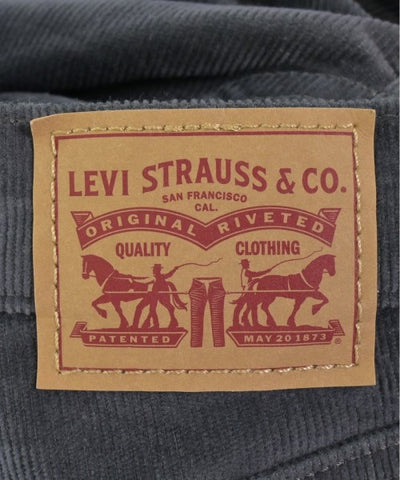 LEVI STRAUSS & CO.
SAN FRANCISCO
CAL.
ORIGINAL RIVETED
QUALITY CLOTHING
PATENTED MAY 20 1873 ®